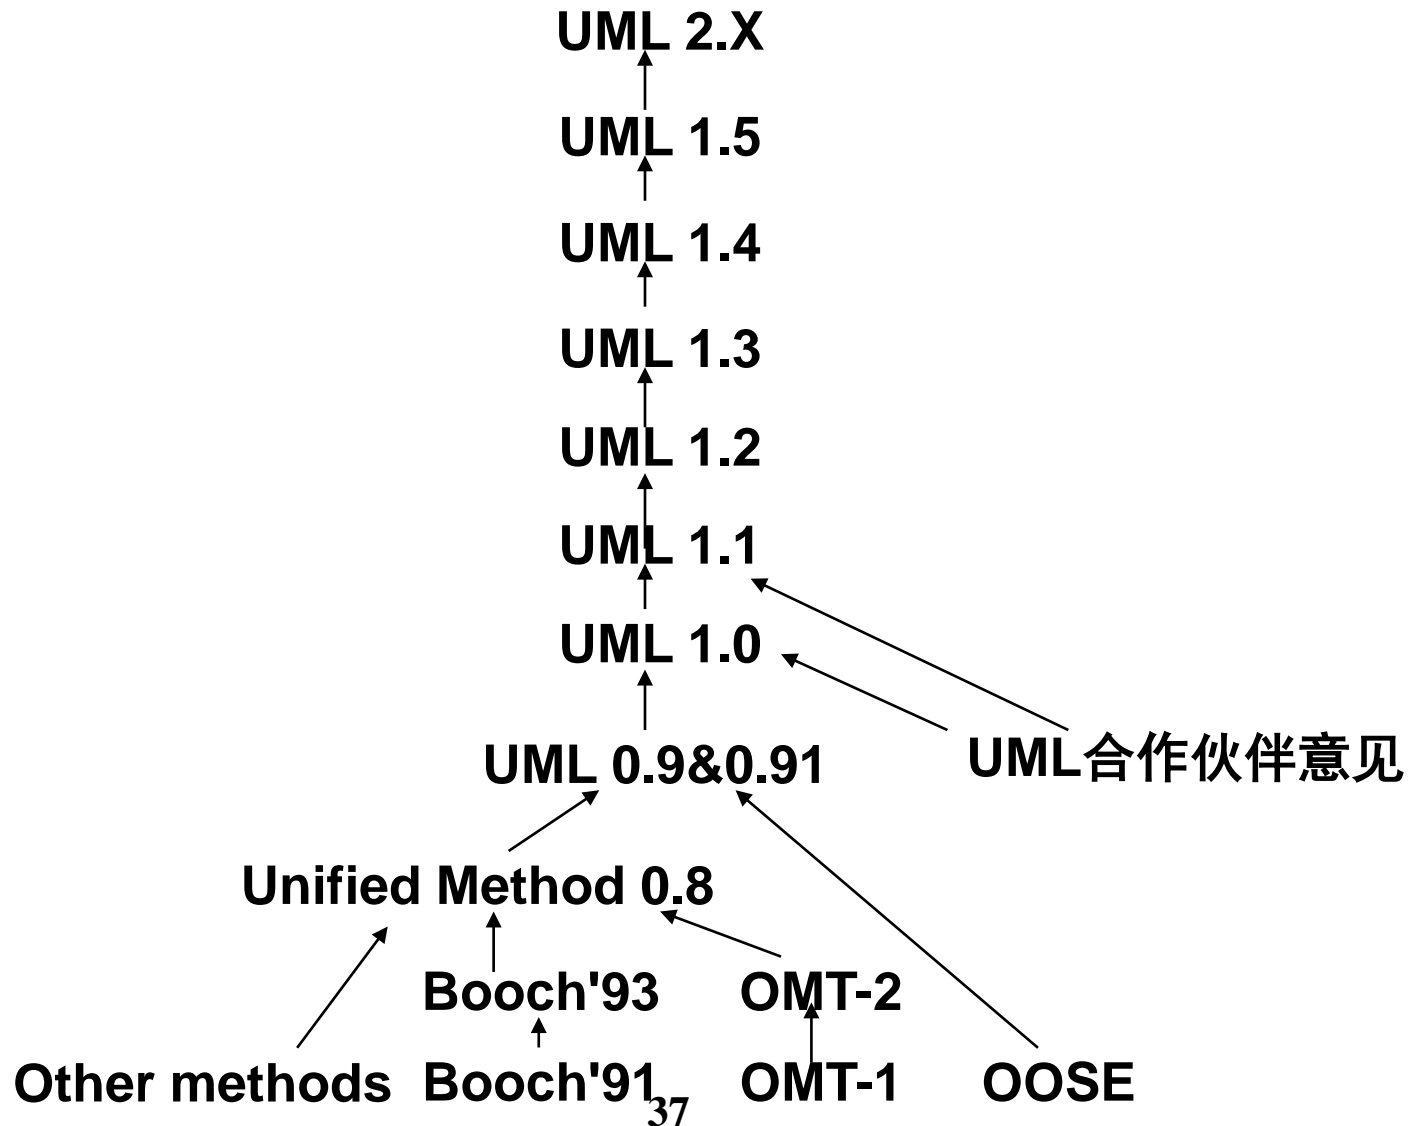 UML 2.X
UML 1.5
UML 1.4
UML 1.3
UML 1.2
UML 1.1
UML 1.0
UML 0.9&0.91
UML合作伙伴意见
Unified Method 0.8
Booch'93
OMT-2
Other methods
Booch'91
OMT-1
OOSE
37